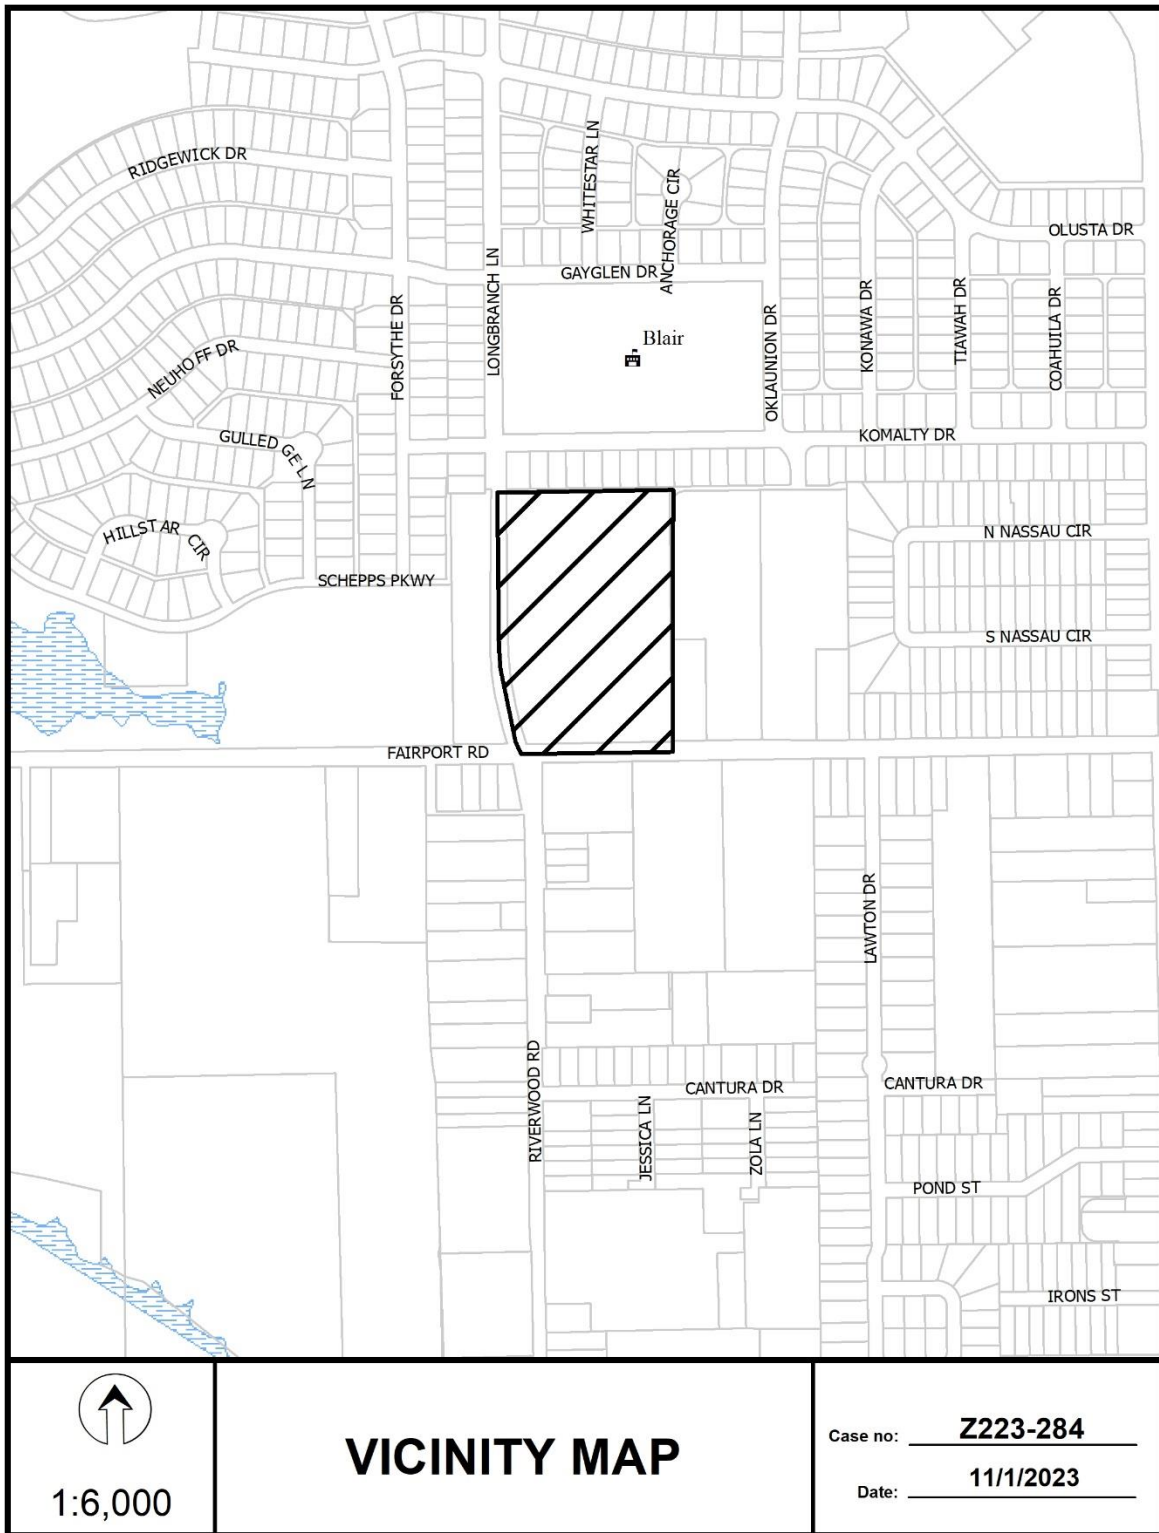 RIDGEWICK DR
WHITESTAR LN
ANCHORAGE CIR
OLUSTA DR
LONGBRANCH LN
GAYGLEN DR
FORSYTHE DR
OKLAUNION DR
KONAWA DR
TIAWAH DR
COAHUILA DR
Blair
NEUHOFF DR
GULLEDGE LN
KOMALTY DR
HILLSTAR CIR
N NASSAU CIR
SCHEPPS PKWY
S NASSAU CIR
FAIRPORT RD
LAWTON DR
RIVERWOOD RD
CANTURA DR
CANTURA DR
JESSICA LN
ZOLA LN
POND ST
IRONS ST
1:6,000
VICINITY MAP
Case no: Z223-284
Date: 11/1/2023